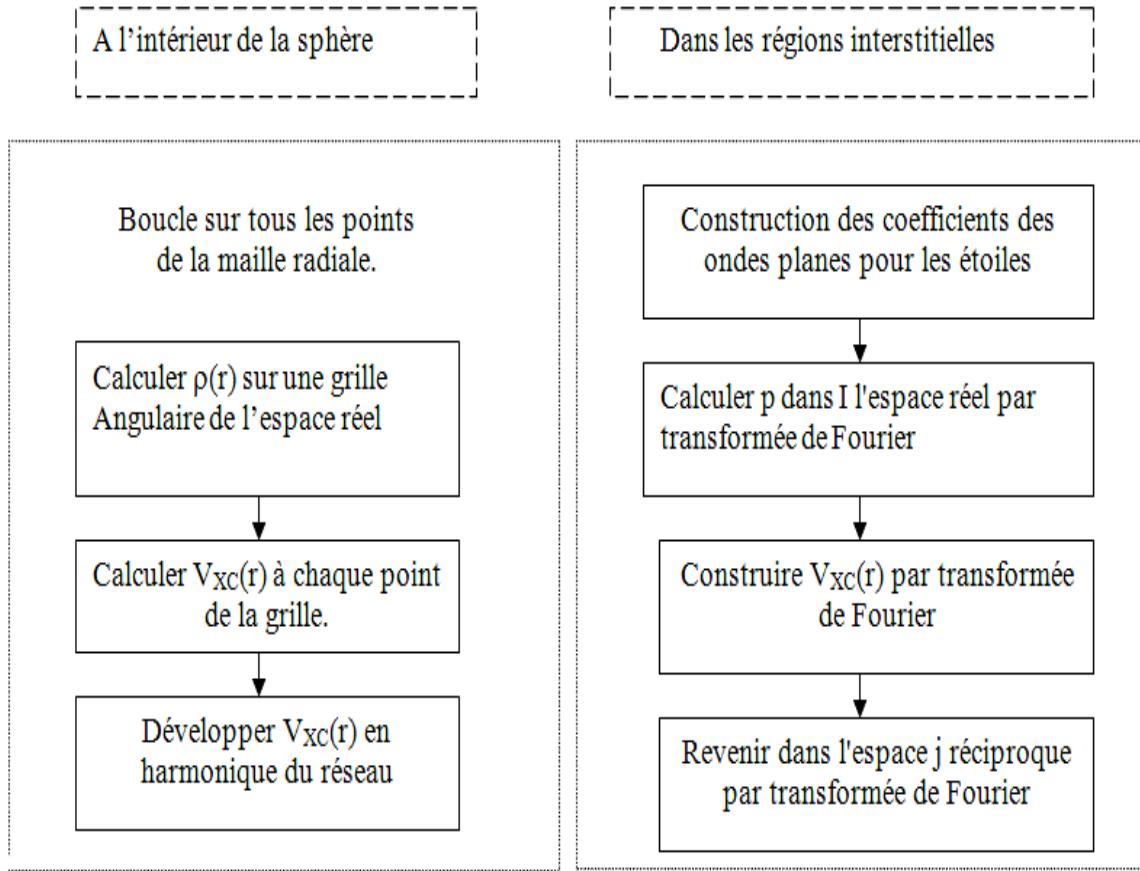 A l’intérieur de la sphère
Dans les régions interstitielles
Boucle sur tous les points
de la maille radiale.
Calculer ρ(r) sur une grille
Angulaire de l’espace réel
Calculer VXC(r) à chaque point
de la grille.
Développer VXC(r) en
harmonique du réseau
Construction des coefficients des
ondes planes pour les étoiles
Calculer p dans I l'espace réel par
transformée de Fourier
Construire VXC(r) par transformée
de Fourier
Revenir dans l'espace j réciproque
par transformée de Fourier